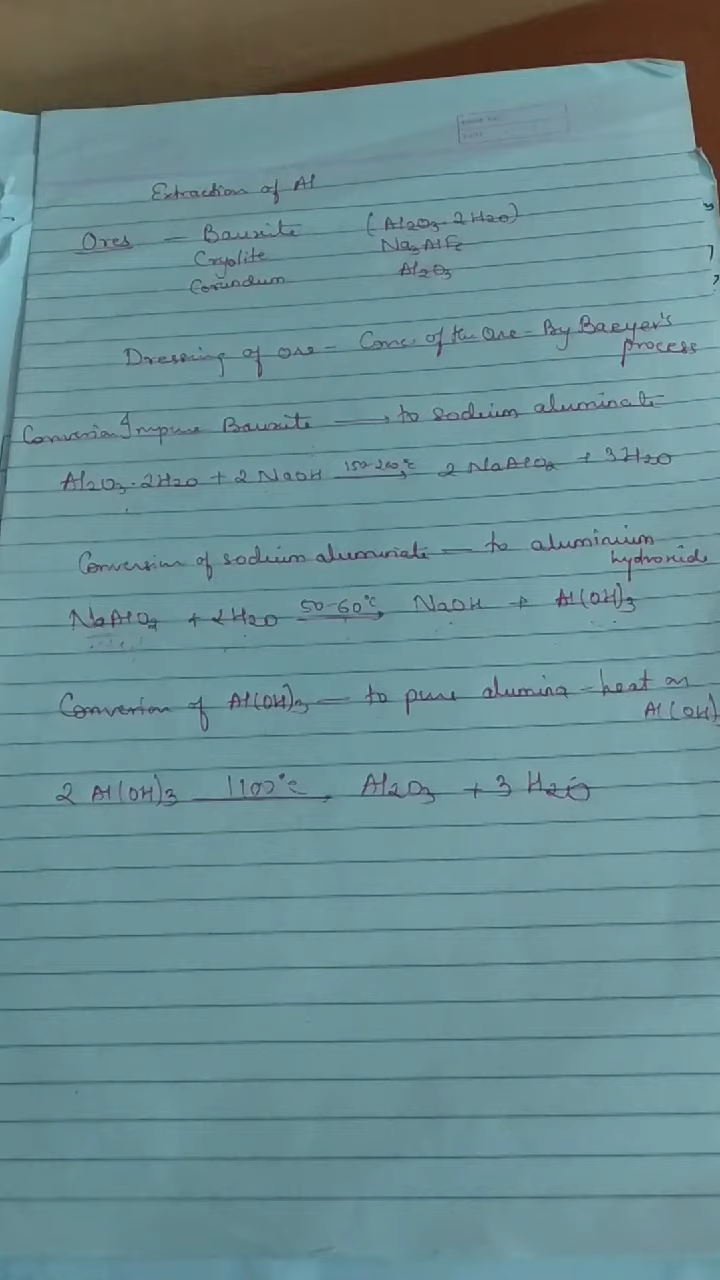 Extraction of Al
Ores – Bauxite (Al2O3.2H2O)
Cryolite Na3AlF6
Corundum Al2O3
Dressing of ore – Conc. of the Ore – By Baeyer's
process
Conversion Impure Bauxite → to sodium aluminate
Al2O3.2H2O + 2NaOH 150-200°C 2 NaAlO2 + 3H2O
Conversion of sodium aluminate – to aluminium
hydroxide
NaAlO2 + 2H2O 50-60°C → NaOH + Al(OH)3
Conversion of Al(OH)3 – to pure alumina – heat on
Al(OH)
2 Al(OH)3 1100°C → Al2O3 + 3 H2O